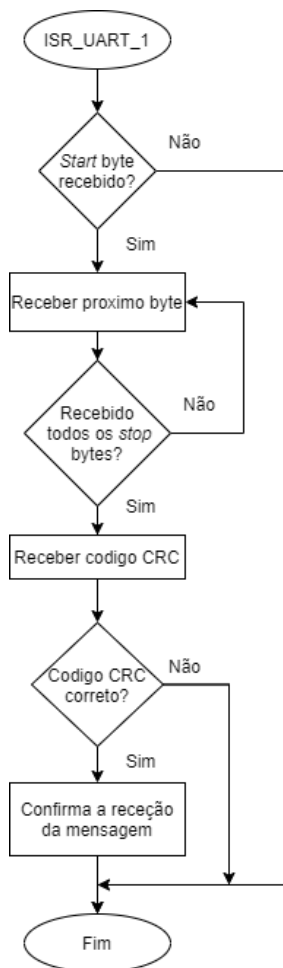 ISR_UART_1
Não
Start byte
recebido?
Sim
Receber proximo byte
Não
Recebido
todos os stop
bytes?
Sim
Receber codigo CRC
Não
Codigo CRC
correto?
Sim
Confirma a receção
da mensagem
Fim